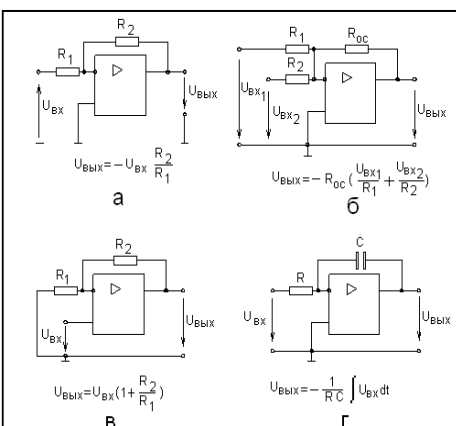 R2
R1
Uвх
Uвых
Uвых=−Uвх R2/R1
а
R1
Rос
R2
Uвх1
Uвх2
Uвых
Uвых=−Rос(Uвх1/R1+Uвх2/R2)
б
R2
R1
Uвх
Uвых
Uвых=Uвх(1+R2/R1)
в
C
R
Uвх
Uвых
Uвых=−1/RC ∫Uвхdt
г